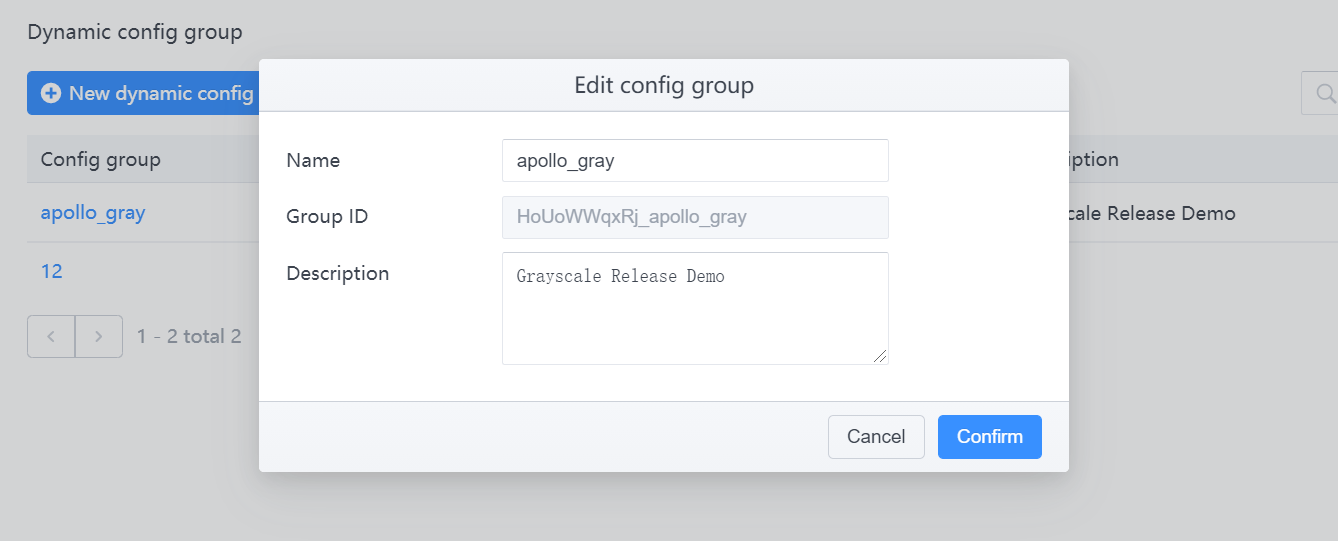 Dynamic config group
New dynamic config
Config group
iption
apollo_gray
cale Release Demo
12
1 - 2 total 2
Edit config group
Name
apollo_gray
Group ID
HoUoWWqxRj_apollo_gray
Description
Grayscale Release Demo
Cancel
Confirm